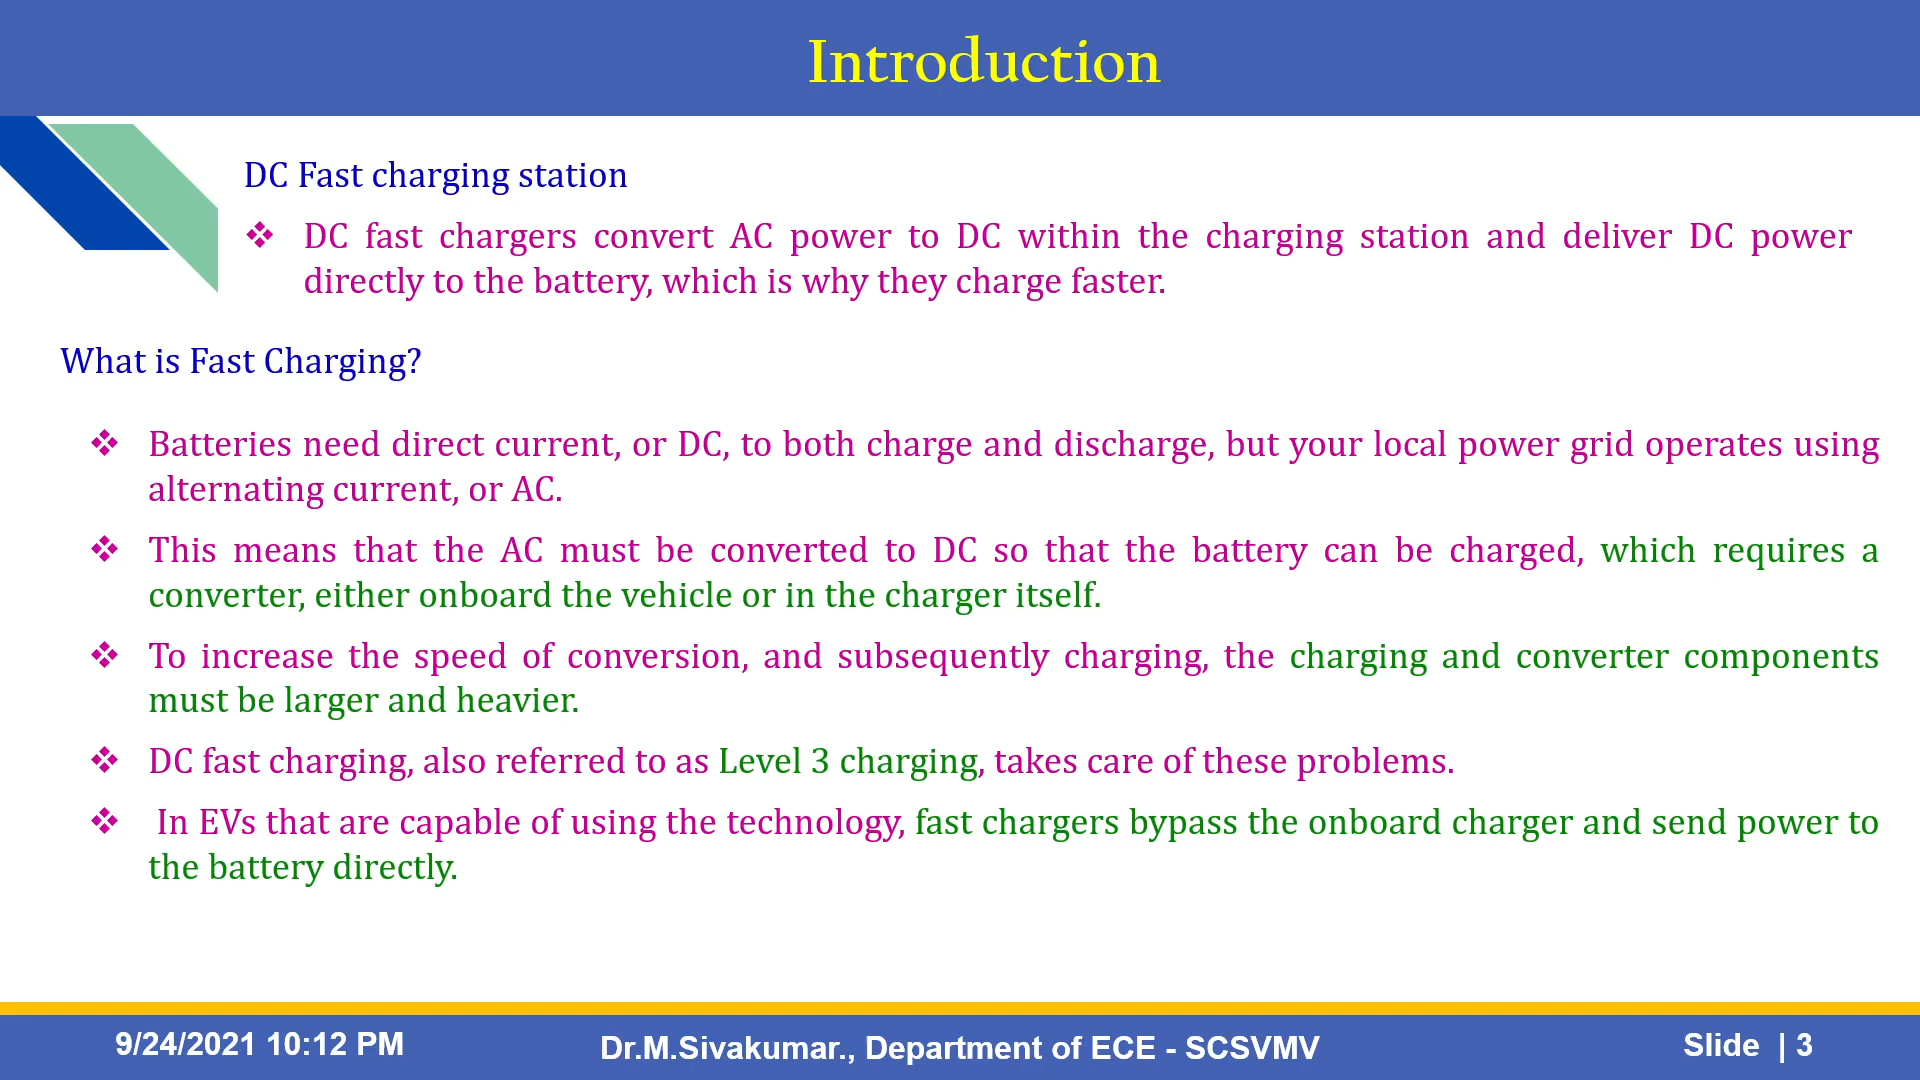 Introduction
DC Fast charging station
❖ DC fast chargers convert AC power to DC within the charging station and deliver DC power
directly to the battery, which is why they charge faster.
What is Fast Charging?
❖ Batteries need direct current, or DC, to both charge and discharge, but your local power grid operates using
alternating current, or AC.
❖ This means that the AC must be converted to DC so that the battery can be charged, which requires a
converter, either onboard the vehicle or in the charger itself.
❖ To increase the speed of conversion, and subsequently charging, the charging and converter components
must be larger and heavier.
❖ DC fast charging, also referred to as Level 3 charging, takes care of these problems.
❖ In EVs that are capable of using the technology, fast chargers bypass the onboard charger and send power to
the battery directly.
9/24/2021 10:12 PM
Dr.M.Sivakumar., Department of ECE - SCSVMV
Slide | 3